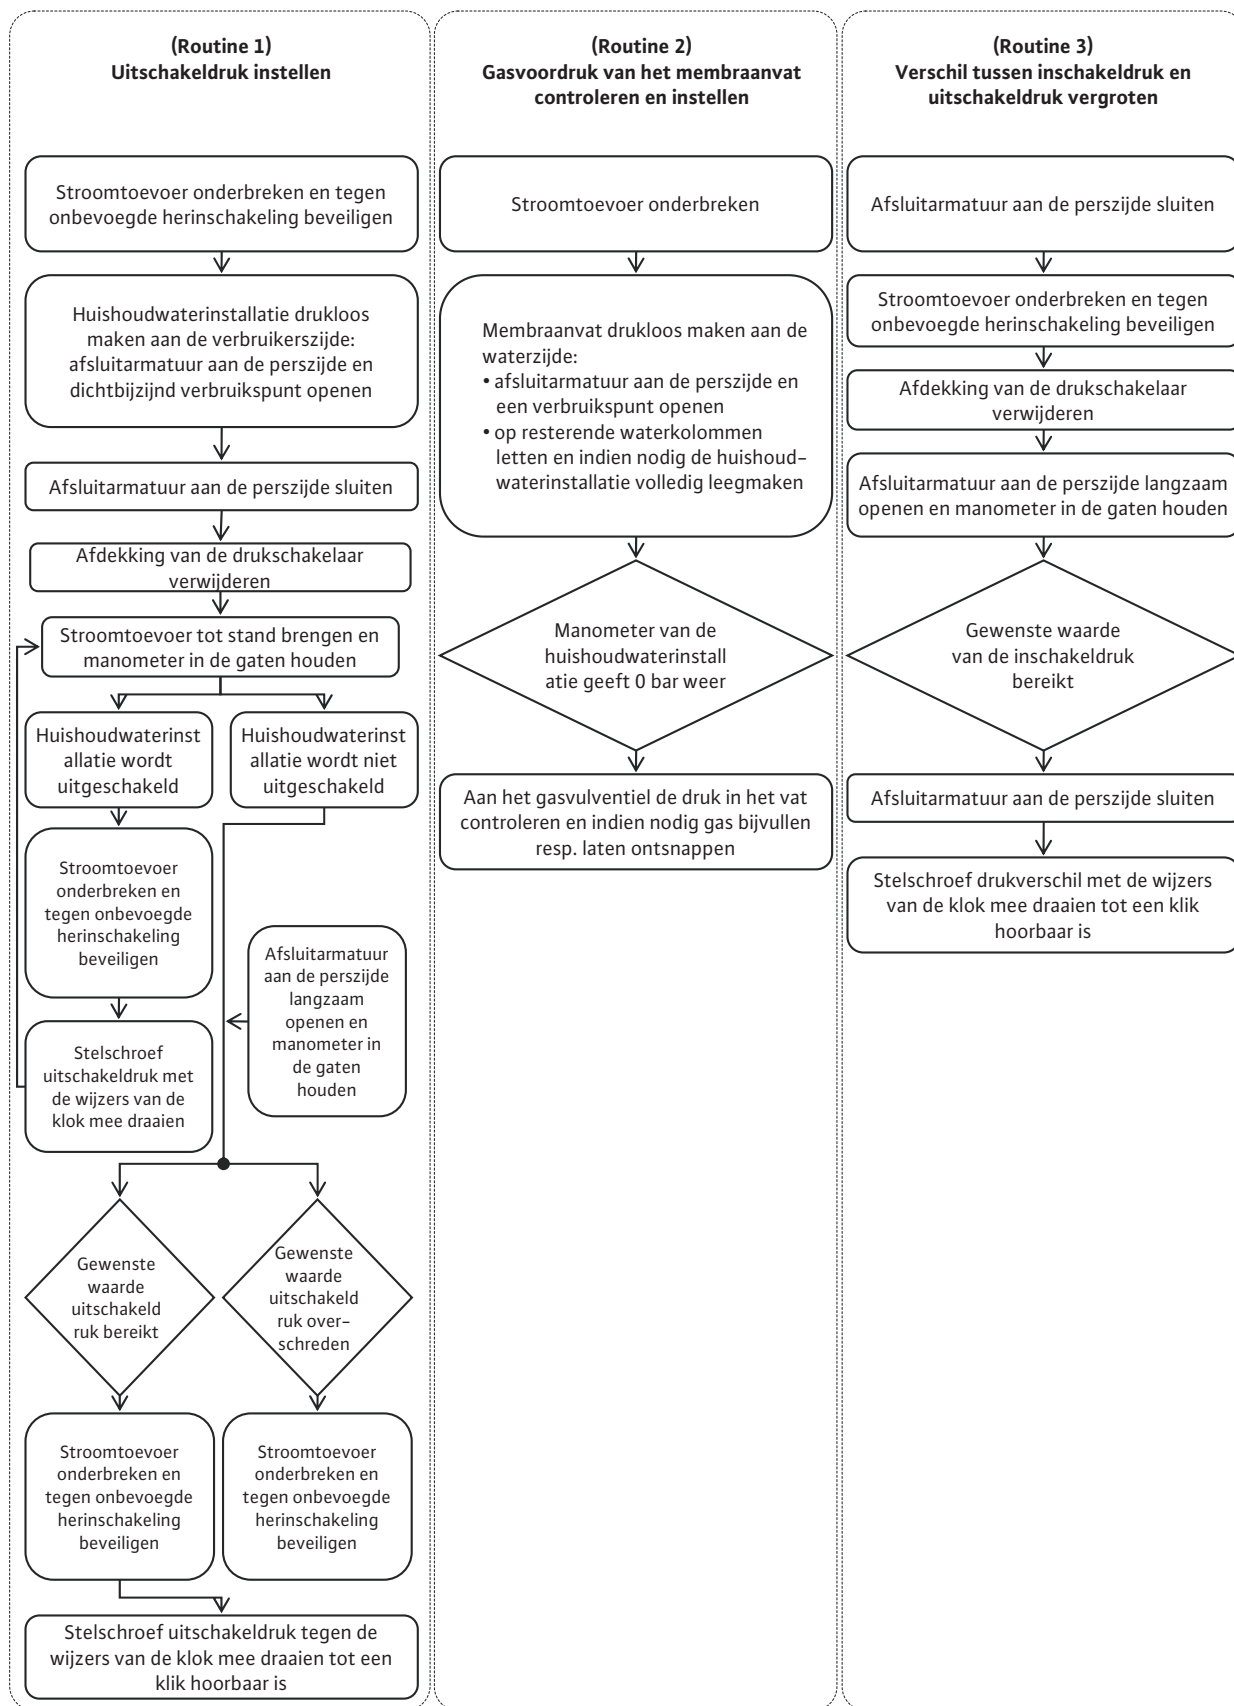 (Routine 1)
Uitschakeldruk instellen
Stroomtoevoer onderbreken en tegen
onbevoegde herinschakeling beveiligen
Huishoudwaterinstallatie drukloos
maken aan de verbruikerszijde:
afsluitarmatuur aan de perszijde en
dichtbijzijnd verbruikspunt openen
Afsluitarmatuur aan de perszijde sluiten
Afdekking van de drukschakelaar
verwijderen
Stroomtoevoer tot stand brengen en
manometer in de gaten houden
Huishoudwaterinst
allatie wordt
uitgeschakeld
Huishoudwaterinst
allatie wordt niet
uitgeschakeld
Stroomtoevoer
onderbreken en
tegen onbevoegde
herinschakeling
beveiligen
Afsluitarmatuur
aan de perszijde
langzaam
openen en
manometer in
de gaten
houden
Stelschroef
uitschakeldruk met
de wijzers van de
klok mee draaien
Gewenste
waarde
uitschakeld
ruk bereikt
Gewenste
waarde
uitschakeld
ruk over-
schreden
Stroomtoevoer
onderbreken en
tegen onbevoegde
herinschakeling
beveiligen
Stroomtoevoer
onderbreken en
tegen onbevoegde
herinschakeling
beveiligen
Stelschroef uitschakeldruk tegen de
wijzers van de klok mee draaien tot een
klik hoorbaar is
(Routine 2)
Gasvoordruk van het membraanvat
controleren en instellen
Stroomtoevoer onderbreken
Membraanvat drukloos maken aan de
waterzijde:
• afsluitarmatuur aan de perszijde en
een verbruikspunt openen
• op resterende waterkolommen
letten en indien nodig de huishoud-
waterinstallatie volledig leegmaken
Manometer van de
huishoudwaterinstall
atie geeft 0 bar weer
Aan het gasvulventiel de druk in het vat
controleren en indien nodig gas bijvullen
resp. laten ontsnappen
(Routine 3)
Verschil tussen inschakeldruk en
uitschakeldruk vergroten
Afsluitarmatuur aan de perszijde sluiten
Stroomtoevoer onderbreken en tegen
onbevoegde herinschakeling beveiligen
Afdekking van de drukschakelaar
verwijderen
Afsluitarmatuur aan de perszijde langzaam
openen en manometer in de gaten houden
Gewenste waarde
van de inschakeldruk
bereikt
Afsluitarmatuur aan de perszijde sluiten
Stelschroef drukverschil met de wijzers
van de klok mee draaien tot een klik
hoorbaar is